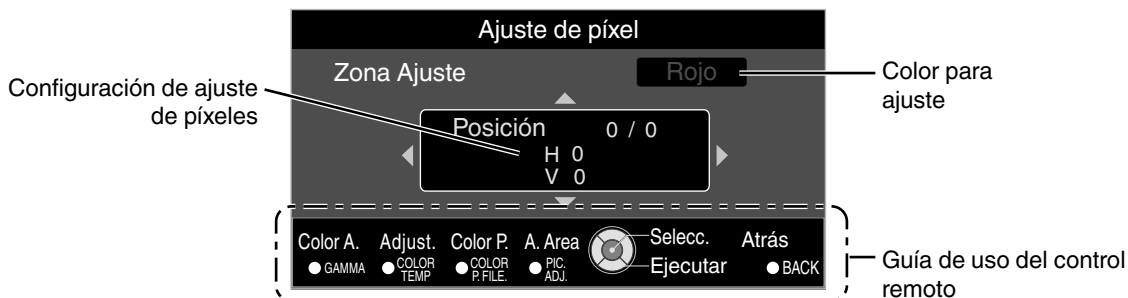 Ajuste de píxel
Zona Ajuste Rojo
Color para
ajuste
Configuración de ajuste
de píxeles
Posición 0 / 0
H 0
V 0
Color A. Adjust. Color P. A. Area Selecc. Atrás
GAMMA COLOR TEMP COLOR P. FILE. PIC. ADJ. Ejecutar BACK
Guía de uso del control
remoto